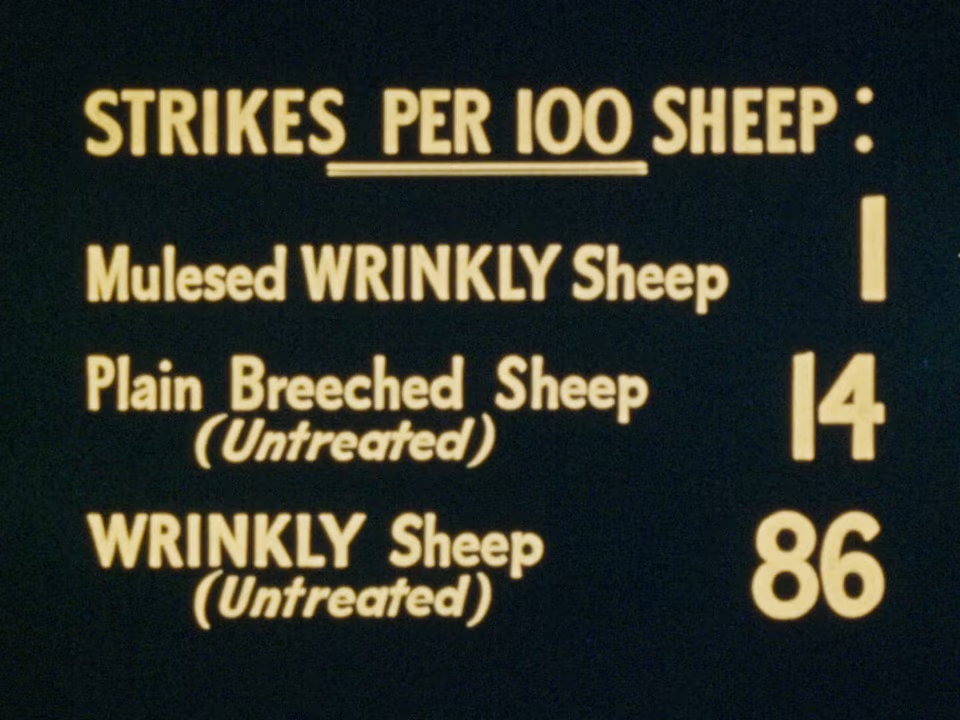 STRIKES PER 100 SHEEP:
Mulesed WRINKLY Sheep 1
Plain Breeched Sheep 14
(Untreated)
WRINKLY Sheep 86
(Untreated)